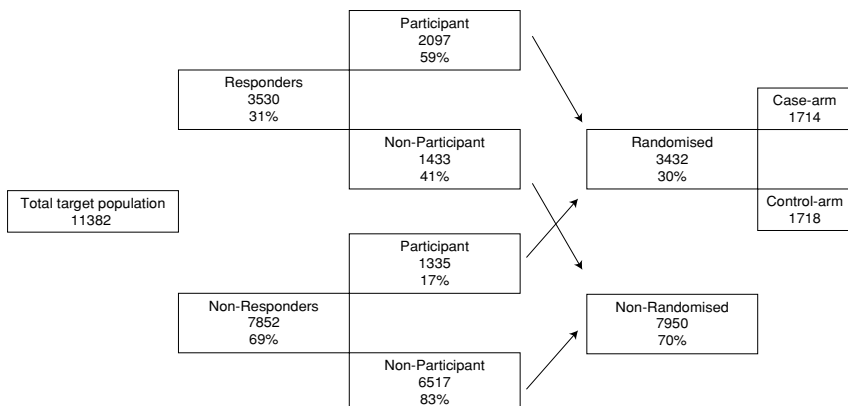 Total target population
11382
Responders
3530
31%
Non-Responders
7852
69%
Participant
2097
59%
Non-Participant
1433
41%
Participant
1335
17%
Non-Participant
6517
83%
Randomised
3432
30%
Non-Randomised
7950
70%
Case-arm
1714
Control-arm
1718